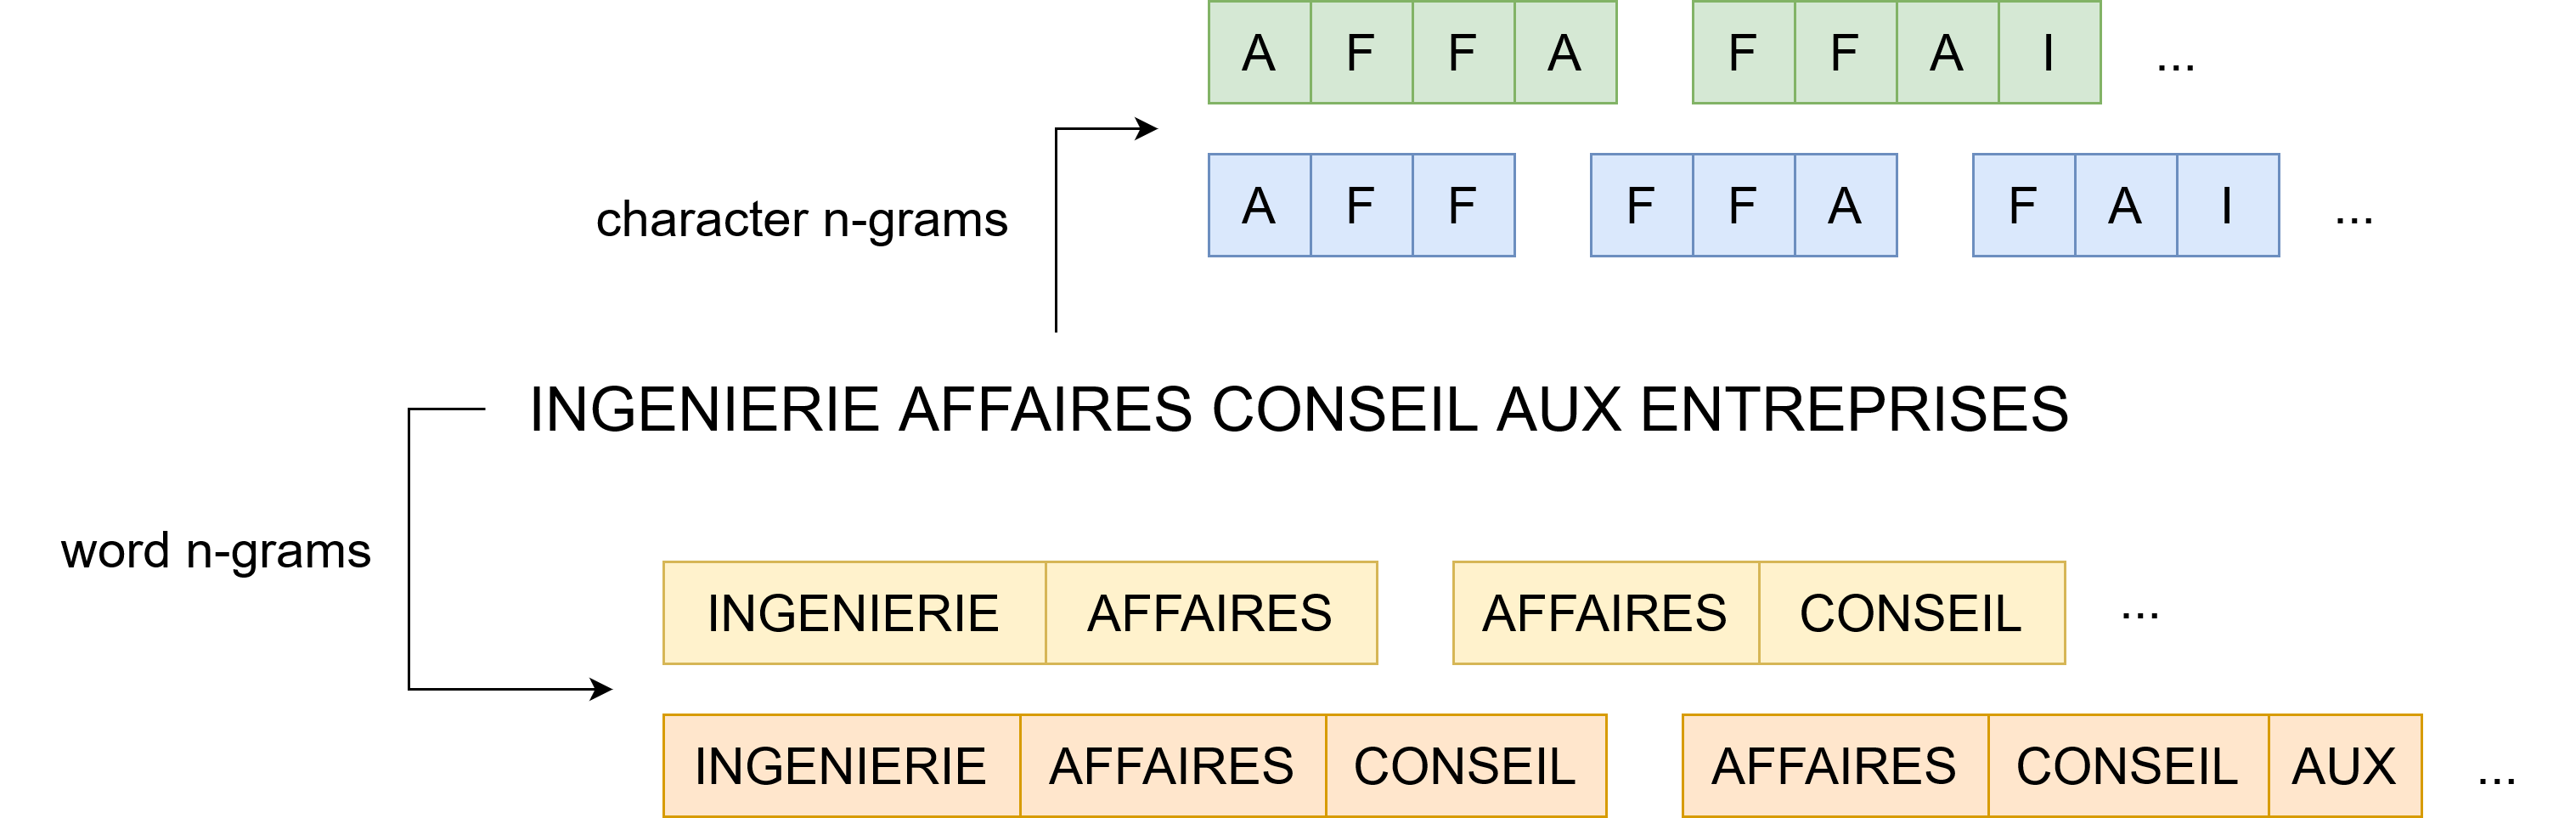 A F F A F F A I ...
A F F F F A F A I ...
character n-grams
INGENIERIE AFFAIRES CONSEIL AUX ENTREPRISES
word n-grams
INGENIERIE AFFAIRES AFFAIRES CONSEIL ...
INGENIERIE AFFAIRES CONSEIL AFFAIRES CONSEIL AUX ...